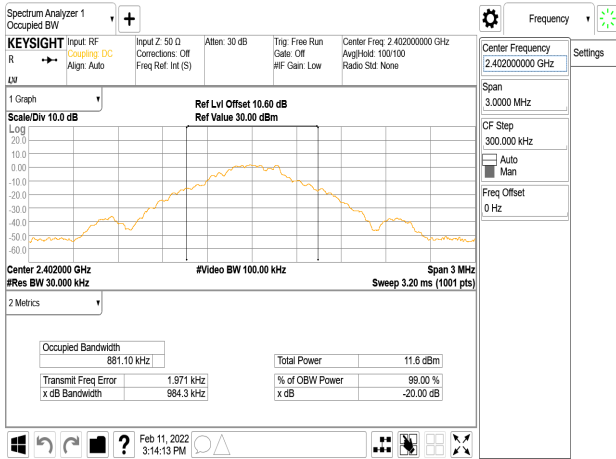 Spectrum Analyzer 1
Occupied BW
Frequency
KEYSIGHT
R
Input: RF
Coupling: DC
Align: Auto
Input Z: 50 Ω
Corrections: Off
Freq Ref: Int (S)
Atten: 30 dB
Trig: Free Run
Gate: Off
#IF Gain: Low
Center Freq: 2.402000000 GHz
Avg|Hold: 100/100
Radio Std: None
Center Frequency
2.402000000 GHz
Settings
Span
3.0000 MHz
CF Step
300.000 kHz
Auto
Man
Freq Offset
0 Hz
1 Graph
Scale/Div 10.0 dB
Ref Lvl Offset 10.60 dB
Ref Value 30.00 dBm
Log
20.0
10.0
0.00
-10.0
-20.0
-30.0
-40.0
-50.0
-60.0
Center 2.402000 GHz
#Video BW 100.00 kHz
Span 3 MHz
#Res BW 30.000 kHz
Sweep 3.20 ms (1001 pts)
2 Metrics
Occupied Bandwidth
881.10 kHz
Total Power 11.6 dBm
Transmit Freq Error 1.971 kHz
% of OBW Power 99.00 %
x dB Bandwidth 984.3 kHz
x dB -20.00 dB
?
Feb 11, 2022
3:14:13 PM